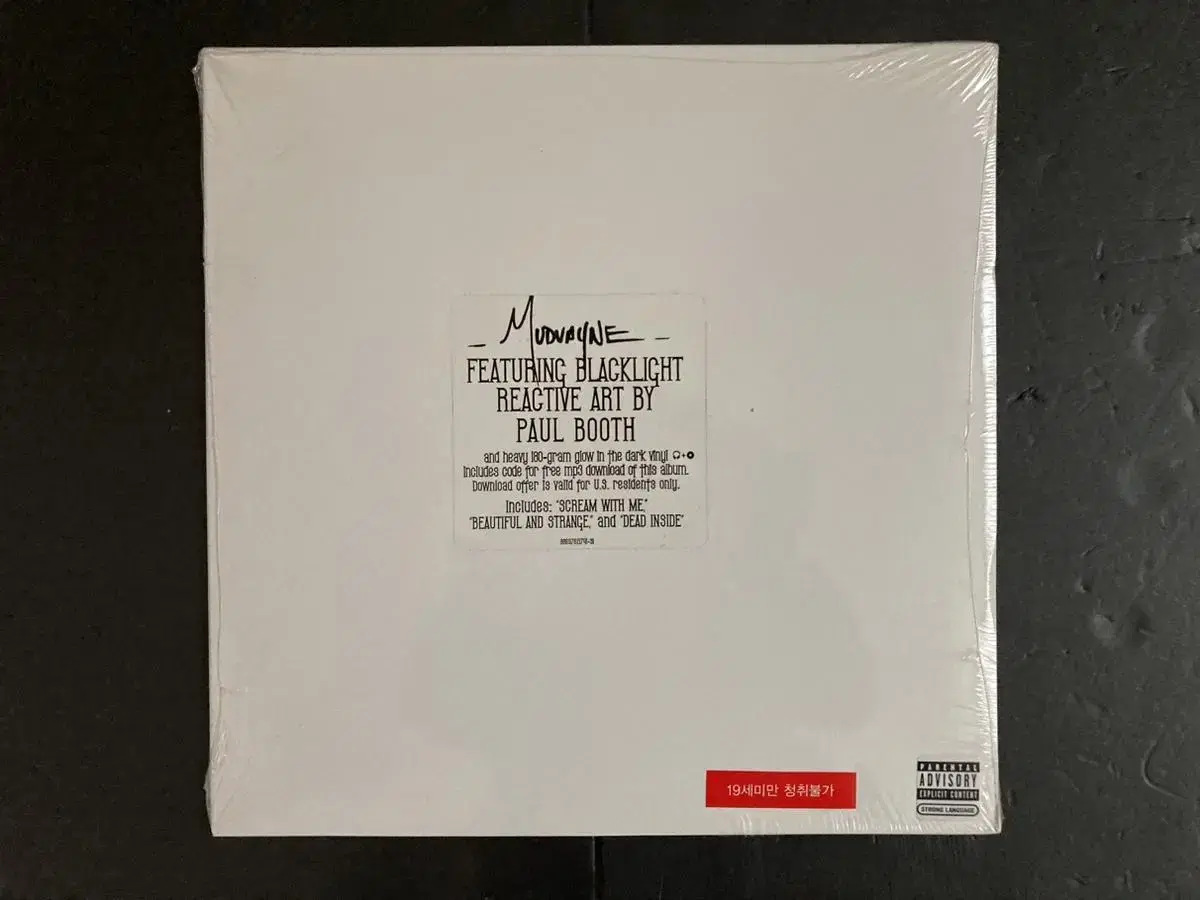 MUDVAYNE
FEATURING BLACKLIGHT
REACTIVE ART BY
PAUL BOOTH
and heavy 180-gram glow in the dark vinyl
includes code for free mp3 download of this album.
Download offer is valid for U.S. residents only.
Includes: "SCREAM WITH ME,"
"BEAUTIFUL AND STRANGE," and "DEAD INSIDE"
19세미만 청취불가
PARENTAL
ADVISORY
EXPLICIT CONTENT
STRONG LANGUAGE